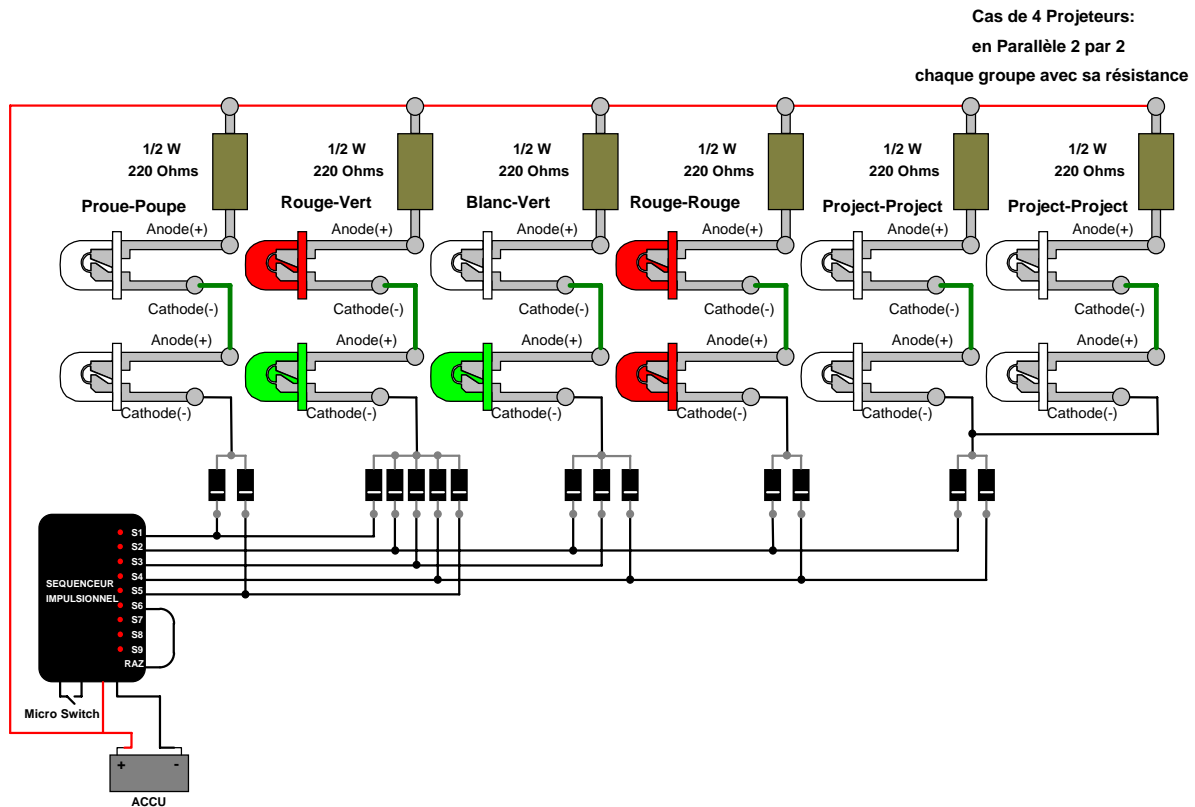 Cas de 4 Projeteurs:
en Parallèle 2 par 2
chaque groupe avec sa résistance
1/2 W
220 Ohms
1/2 W
220 Ohms
1/2 W
220 Ohms
1/2 W
220 Ohms
1/2 W
220 Ohms
1/2 W
220 Ohms
Proue-Poupe
Rouge-Vert
Blanc-Vert
Rouge-Rouge
Project-Project
Project-Project
Anode(+)
Anode(+)
Anode(+)
Anode(+)
Anode(+)
Anode(+)
Cathode(-)
Cathode(-)
Cathode(-)
Cathode(-)
Cathode(-)
Cathode(-)
Anode(+)
Anode(+)
Anode(+)
Anode(+)
Anode(+)
Anode(+)
Cathode(-)
Cathode(-)
Cathode(-)
Cathode(-)
Cathode(-)
Cathode(-)
SEQUENCEUR
IMPULSIONNEL
S1
S2
S3
S4
S5
S6
S7
S8
S9
RAZ
Micro Switch
+ -
ACCU